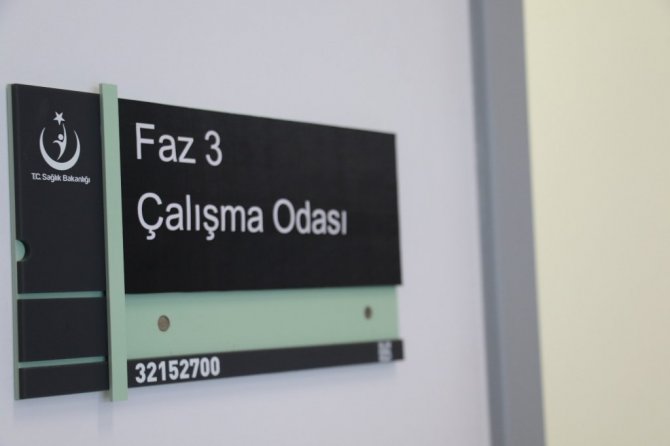 T.C. Sağlık Bakanlığı
Faz 3
Çalışma Odası
32152700